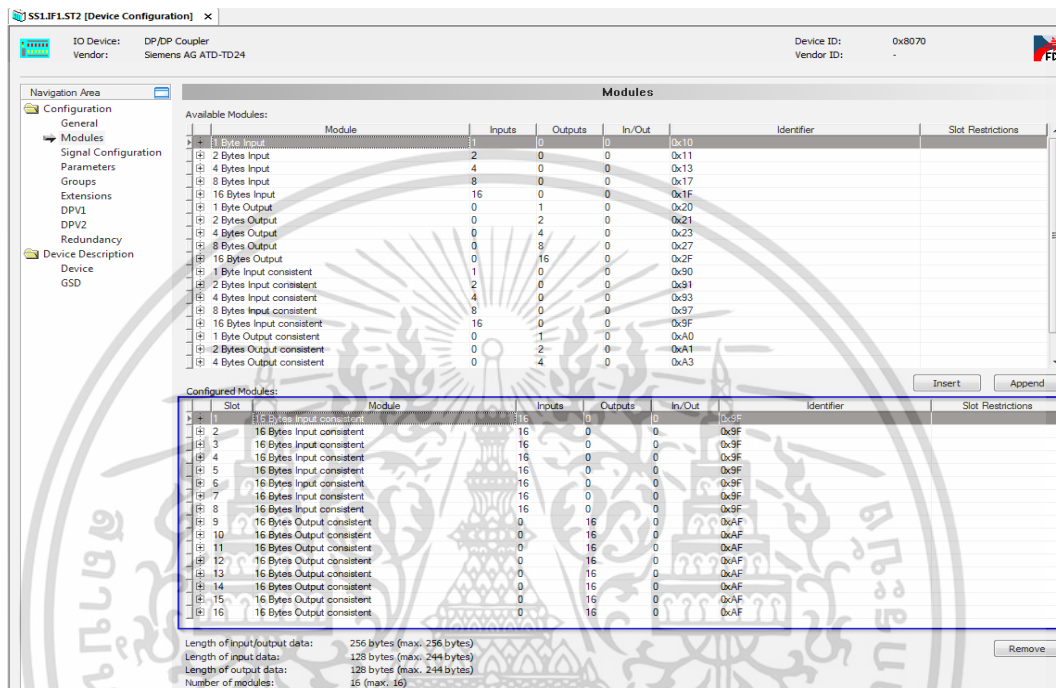 SS1.IF1.ST2 [Device Configuration] ×
IO Device: DP/DP Coupler Device ID: 0x8070
Vendor: Siemens AG ATD-TD24 Vendor ID: -
FD
Navigation Area
Configuration
General
Modules
Signal Configuration
Parameters
Groups
Extensions
DPV1
DPV2
Redundancy
Device Description
Device
GSD
Modules
Available Modules:
Module Inputs Outputs In/Out Identifier Slot Restrictions
1 Byte Input 1 0 0 0x10
2 Bytes Input 2 0 0 0x11
4 Bytes Input 4 0 0 0x13
8 Bytes Input 8 0 0 0x17
16 Bytes Input 16 0 0 0x1F
1 Byte Output 0 1 0 0x20
2 Bytes Output 0 2 0 0x21
4 Bytes Output 0 4 0 0x23
8 Bytes Output 0 8 0 0x27
16 Bytes Output 0 16 0 0x2F
1 Byte Input consistent 1 0 0 0x90
2 Bytes Input consistent 2 0 0 0x91
4 Bytes Input consistent 4 0 0 0x93
8 Bytes Input consistent 8 0 0 0x97
16 Bytes Input consistent 16 0 0 0x9F
1 Byte Output consistent 0 1 0 0xA0
2 Bytes Output consistent 0 2 0 0xA1
4 Bytes Output consistent 0 4 0 0xA3
Insert Append
Configured Modules:
Slot Module Inputs Outputs In/Out Identifier Slot Restrictions
1 16 Bytes Input consistent 16 0 0 0x9F
2 16 Bytes Input consistent 16 0 0 0x9F
3 16 Bytes Input consistent 16 0 0 0x9F
4 16 Bytes Input consistent 16 0 0 0x9F
5 16 Bytes Input consistent 16 0 0 0x9F
6 16 Bytes Input consistent 16 0 0 0x9F
7 16 Bytes Input consistent 16 0 0 0x9F
8 16 Bytes Input consistent 16 0 0 0x9F
9 16 Bytes Output consistent 0 16 0 0xAF
10 16 Bytes Output consistent 0 16 0 0xAF
11 16 Bytes Output consistent 0 16 0 0xAF
12 16 Bytes Output consistent 0 16 0 0xAF
13 16 Bytes Output consistent 0 16 0 0xAF
14 16 Bytes Output consistent 0 16 0 0xAF
15 16 Bytes Output consistent 0 16 0 0xAF
16 16 Bytes Output consistent 0 16 0 0xAF
Length of input/output data: 256 bytes (max. 256 bytes)
Length of input data: 128 bytes (max. 244 bytes)
Length of output data: 128 bytes (max. 244 bytes)
Number of modules: 16 (max. 16)
Remove